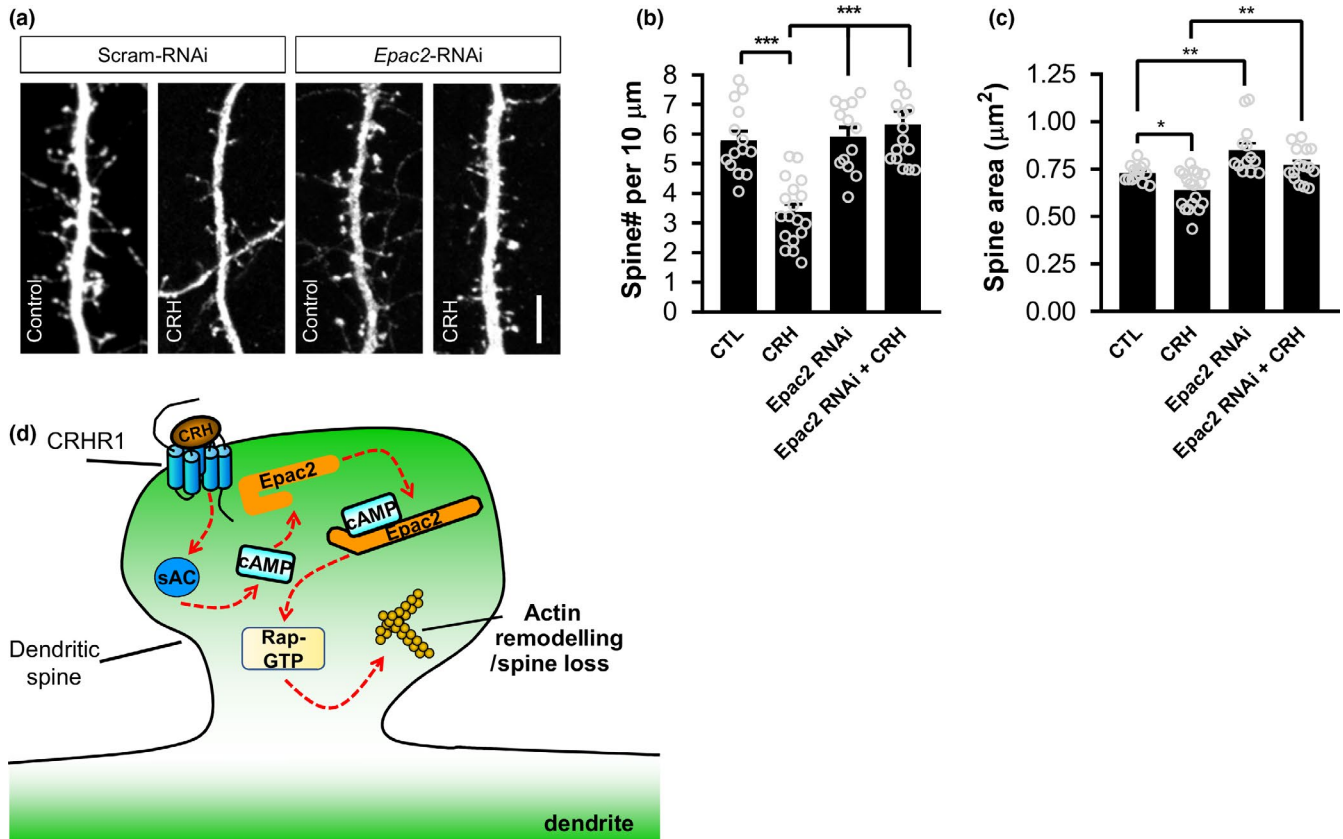 (a)
Scram-RNAi
Epac2-RNAi
Control
CRH
Control
CRH
(b)
***
***
Spine# per 10 μm
8
7
6
5
4
3
2
1
0
CTL
CRH
Epac2 RNAi
Epac2 RNAi + CRH
(c)
**
**
*
Spine area (μm²)
1.25
1.00
0.75
0.50
0.25
0.00
CTL
CRH
Epac2 RNAi
Epac2 RNAi + CRH
(d)
CRHR1
CRH
Epac2
cAMP
Epac2
cAMP
sAC
Rap-
GTP
Actin
remodelling
/spine loss
Dendritic
spine
dendrite